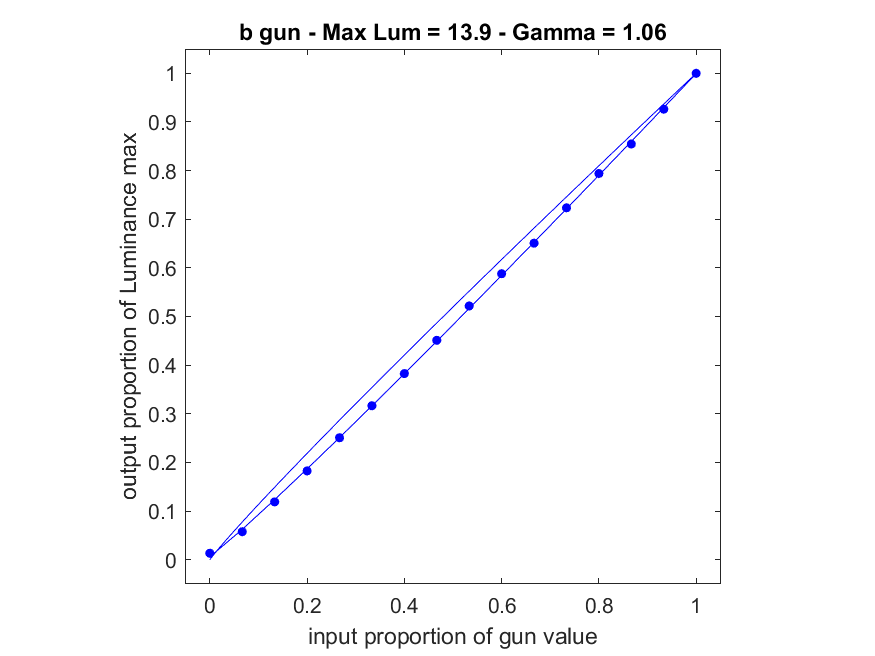 b gun - Max Lum = 13.9 - Gamma = 1.06
1
0.9
0.8
0.7
0.6
0.5
0.4
0.3
0.2
0.1
0
output proportion of Luminance max
0 0.2 0.4 0.6 0.8 1
input proportion of gun value